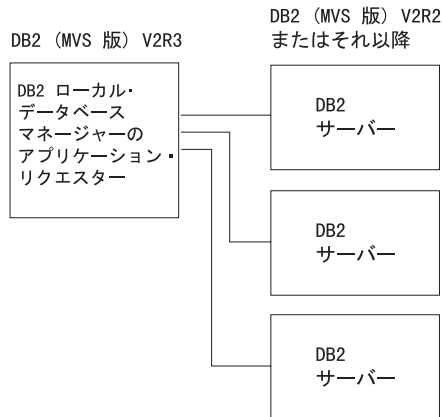 DB2 (MVS 版) V2R3
DB2 ローカル・
データベース
マネージャーの
アプリケーション・
リクエスター
DB2 (MVS 版) V2R2
またはそれ以降
DB2
サーバー
DB2
サーバー
DB2
サーバー